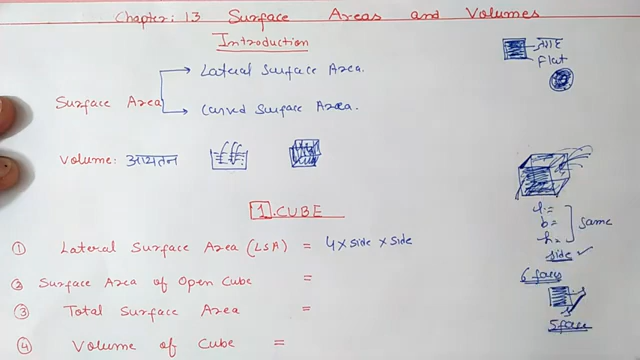 Chapter: 13 Surface Areas and Volumes
Introduction
Flat
Lateral Surface Area.
Surface Area
Curved Surface Area.
Volume: आयतन
1. CUBE
l =
b =
h =
same
side ✓
① Lateral Surface Area (LSA) = 4 × side × side
6 faces
② Surface Area of Open Cube =
③ Total Surface Area =
5 face
④ Volume of Cube =